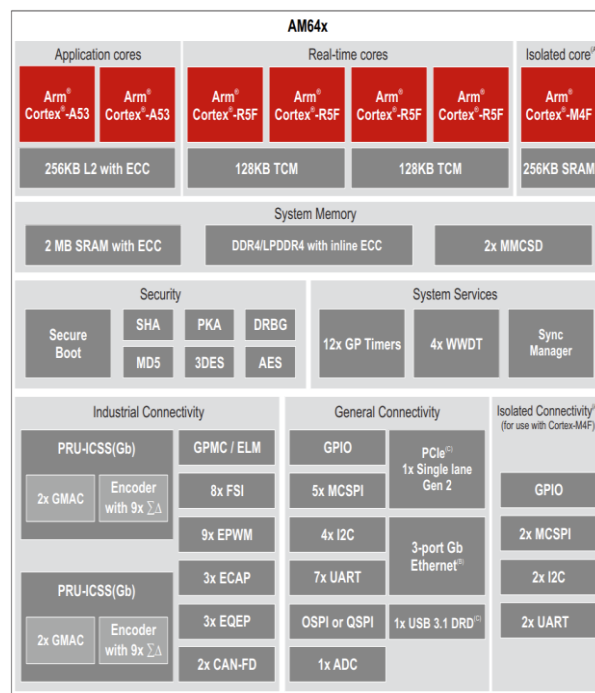 AM64x
Application cores
Arm®
Cortex®-A53
Arm®
Cortex®-A53
256KB L2 with ECC
Real-time cores
Arm®
Cortex®-R5F
Arm®
Cortex®-R5F
Arm®
Cortex®-R5F
Arm®
Cortex®-R5F
128KB TCM
128KB TCM
Isolated core(A)
Arm®
Cortex®-M4F
256KB SRAM
System Memory
2 MB SRAM with ECC
DDR4/LPDDR4 with inline ECC
2x MMCSD
Security
Secure
Boot
SHA
PKA
DRBG
MD5
3DES
AES
System Services
12x GP Timers
4x WWDT
Sync
Manager
Industrial Connectivity
PRU-ICSS(Gb)
2x GMAC
Encoder
with 9x ∑∆
PRU-ICSS(Gb)
2x GMAC
Encoder
with 9x ∑∆
GPMC / ELM
8x FSI
9x EPWM
3x ECAP
3x EQEP
2x CAN-FD
General Connectivity
GPIO
5x MCSPI
4x I2C
7x UART
OSPI or QSPI
1x ADC
PCIe(C)
1x Single lane
Gen 2
3-port Gb
Ethernet(B)
1x USB 3.1 DRD(C)
Isolated Connectivity(A)
(for use with Cortex-M4F)
GPIO
2x MCSPI
2x I2C
2x UART